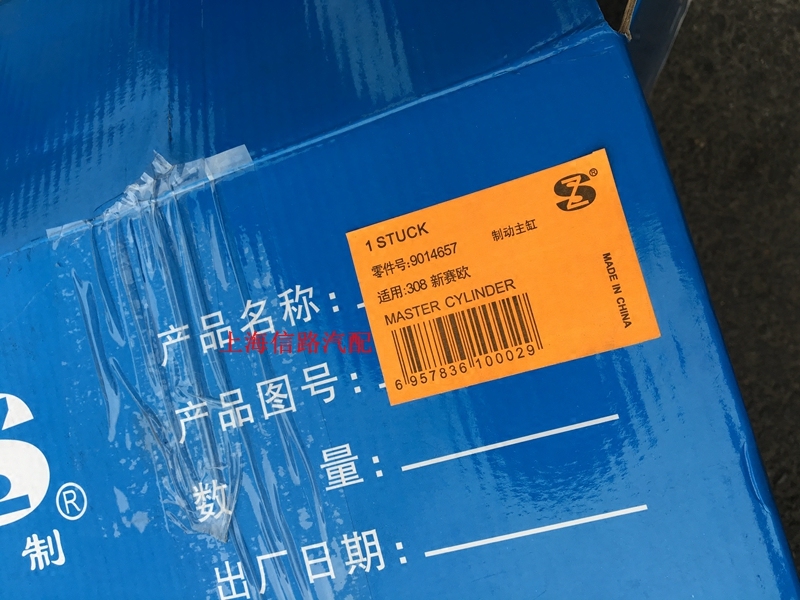 1 STUCK
零件号:9014657
制动主缸
适用:308 新赛欧
MASTER CYLINDER
6 957836 100029
MADE IN CHINA
®
产品名称:
上海信路汽配
产品图号:
数 量:
出厂日期:
®
制